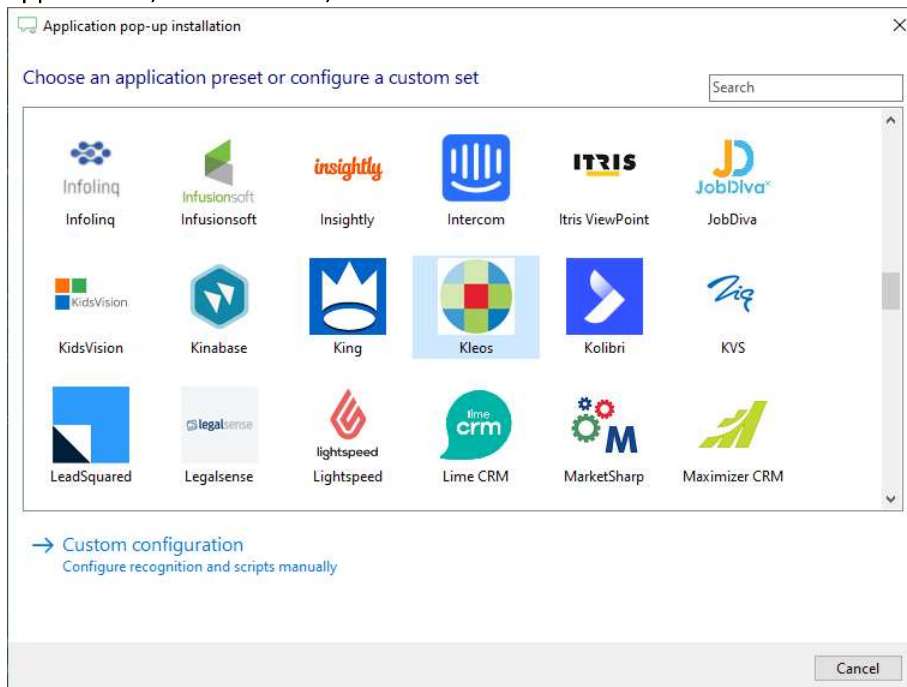 Application pop-up installation
Choose an application preset or configure a custom set
Search
Infolinq
Infusionsoft
insightly
ITRIS
JobDiva
Infolinq
Infusionsoft
Insightly
Intercom
Itris ViewPoint
JobDiva
KidsVision
Ziq
KidsVision
Kinabase
King
Kleos
Kolibri
KVS
legalsense
lightspeed
lime
crm
M
LeadSquared
Legalsense
Lightspeed
Lime CRM
MarketSharp
Maximizer CRM
Custom configuration
Configure recognition and scripts manually
Cancel